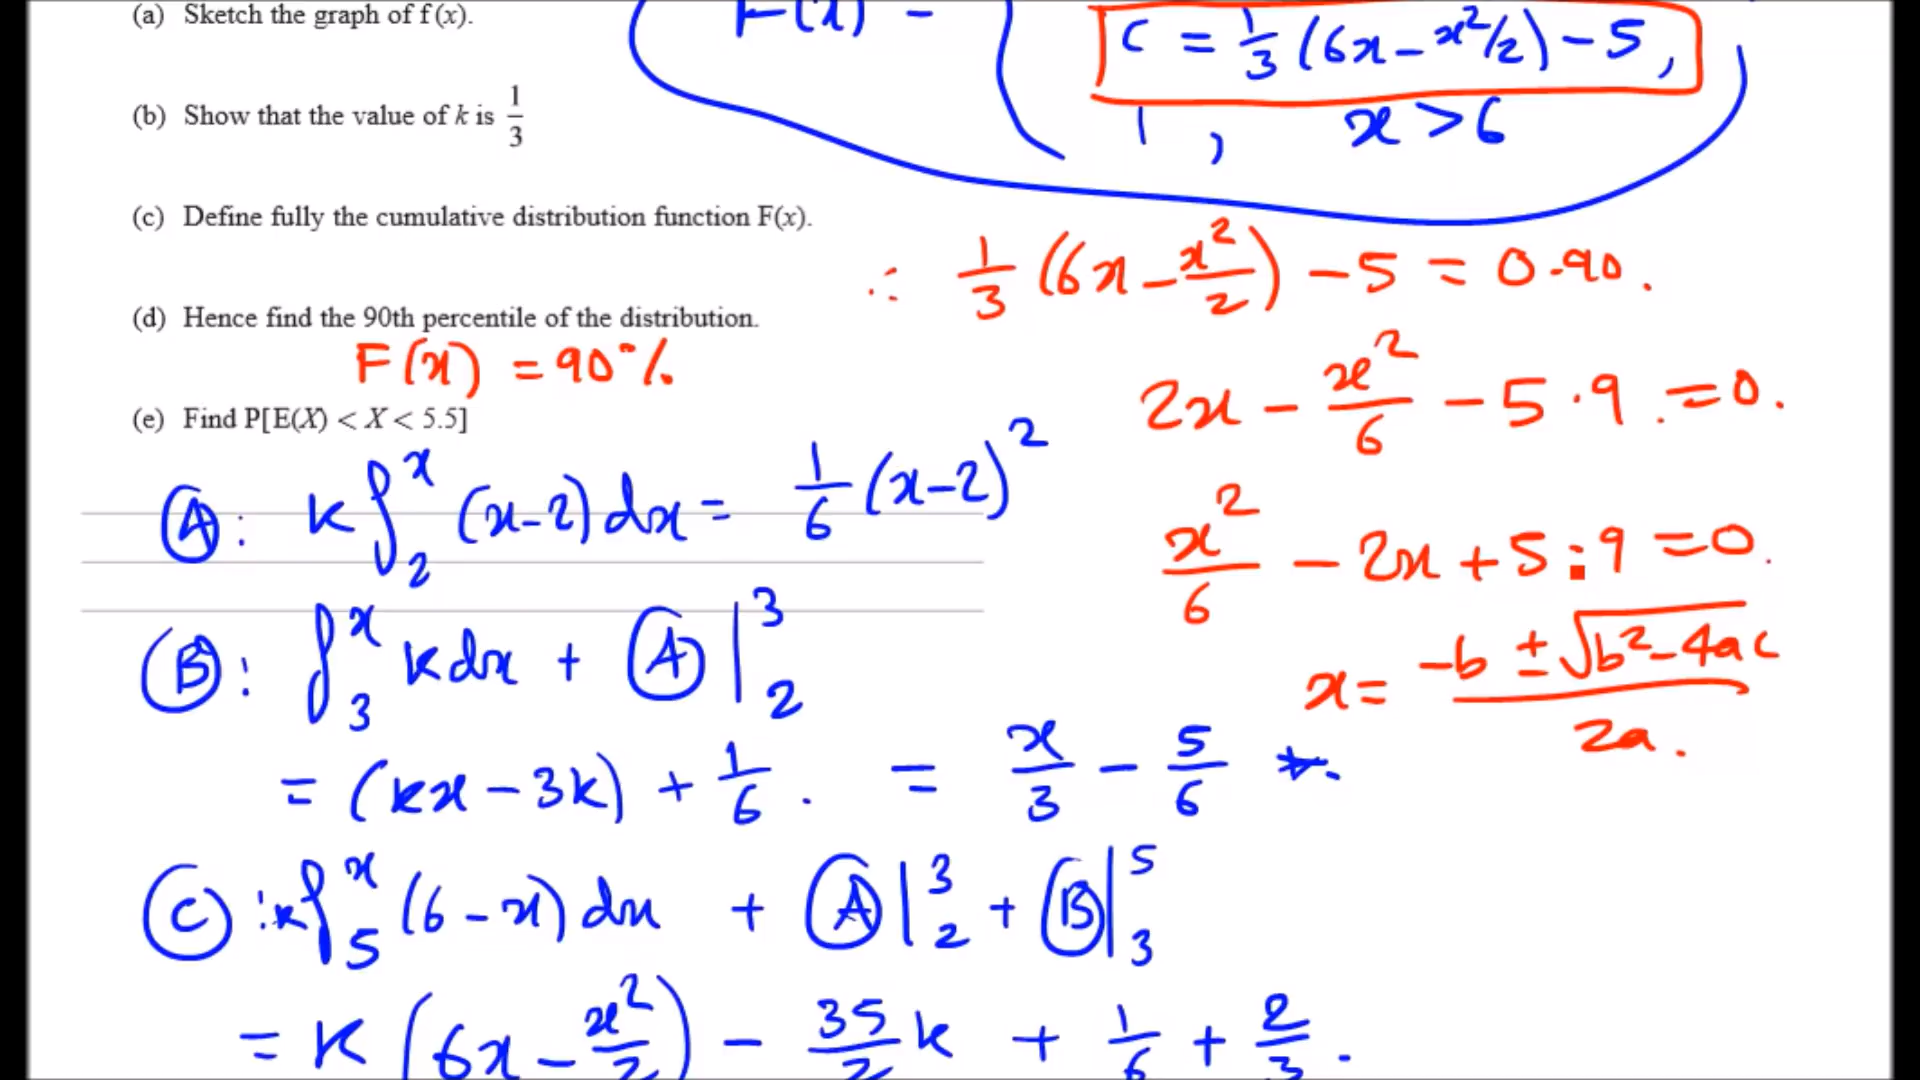 (a) Sketch the graph of f(x).
F(x) =
C = 1/3 (6x - x²/2) - 5,
1 , x > 6
(b) Show that the value of k is 1/3
(c) Define fully the cumulative distribution function F(x).
∴ 1/3 (6x - x²/2) - 5 = 0.90.
(d) Hence find the 90th percentile of the distribution.
F(x) = 90%
2x - x²/6 - 5.9 = 0.
(e) Find P[E(X) < X < 5.5]
(A): k ∫₂ˣ (x-2) dx = 1/6 (x-2)²
x²/6 - 2x + 5.9 = 0.
(B): ∫₃ˣ k dx + (A)|₂³
x = (-b ± √(b² - 4ac))/2a.
= (kx - 3k) + 1/6. = x/3 - 5/6
(C): k ∫₅ˣ (6-x) dx + (A)|₂³ + (B)|₃⁵
= k (6x - x²/2) - 35/2 k + 1/6 + 2/3.